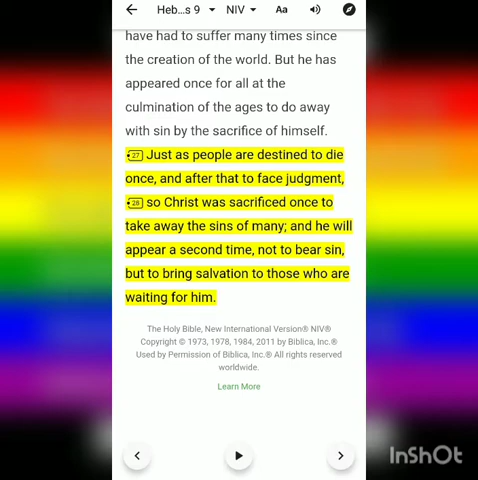 Heb...s 9 NIV Aa
have had to suffer many times since
the creation of the world. But he has
appeared once for all at the
culmination of the ages to do away
with sin by the sacrifice of himself.
27 Just as people are destined to die
once, and after that to face judgment,
28 so Christ was sacrificed once to
take away the sins of many; and he will
appear a second time, not to bear sin,
but to bring salvation to those who are
waiting for him.
The Holy Bible, New International Version® NIV®
Copyright © 1973, 1978, 1984, 2011 by Biblica, Inc.®
Used by Permission of Biblica, Inc.® All rights reserved
worldwide.
Learn More
InShOt